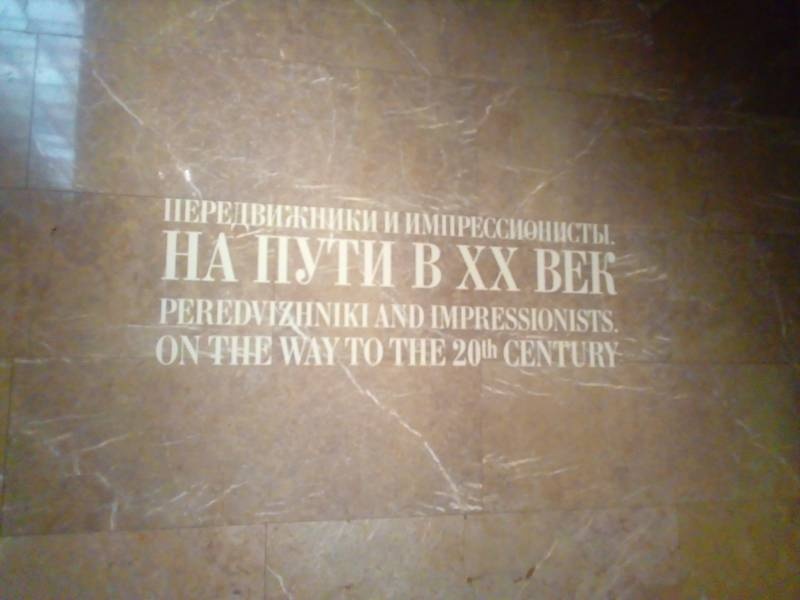 ПЕРЕДВИЖНИКИ И ИМПРЕССИОНИСТЫ.
НА ПУТИ В XX ВЕК
PEREDVIZHNIKI AND IMPRESSIONISTS.
ON THE WAY TO THE 20th CENTURY